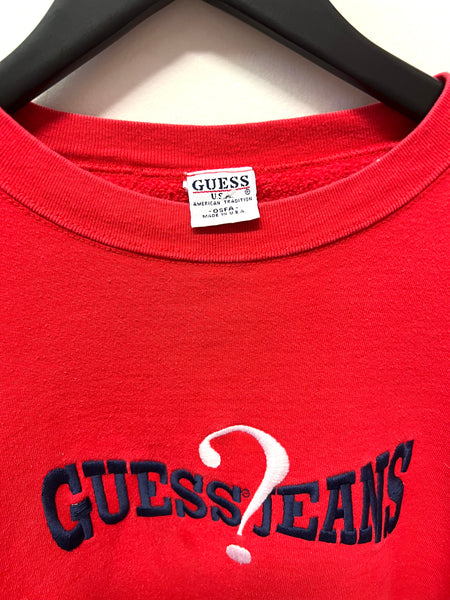 GUESS
U.S.A. ®
AMERICAN TRADITION
-OSFA-
MADE IN U.S.A.
GUESS®?JEANS